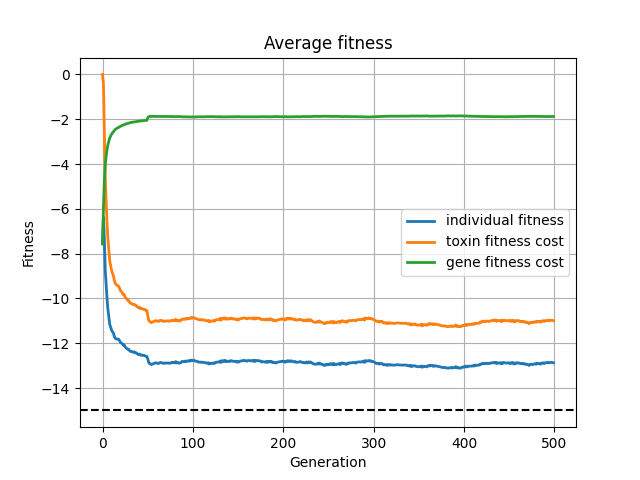 Average fitness
Fitness
0
−2
−4
−6
−8
−10
−12
−14
individual fitness
toxin fitness cost
gene fitness cost
0 100 200 300 400 500
Generation